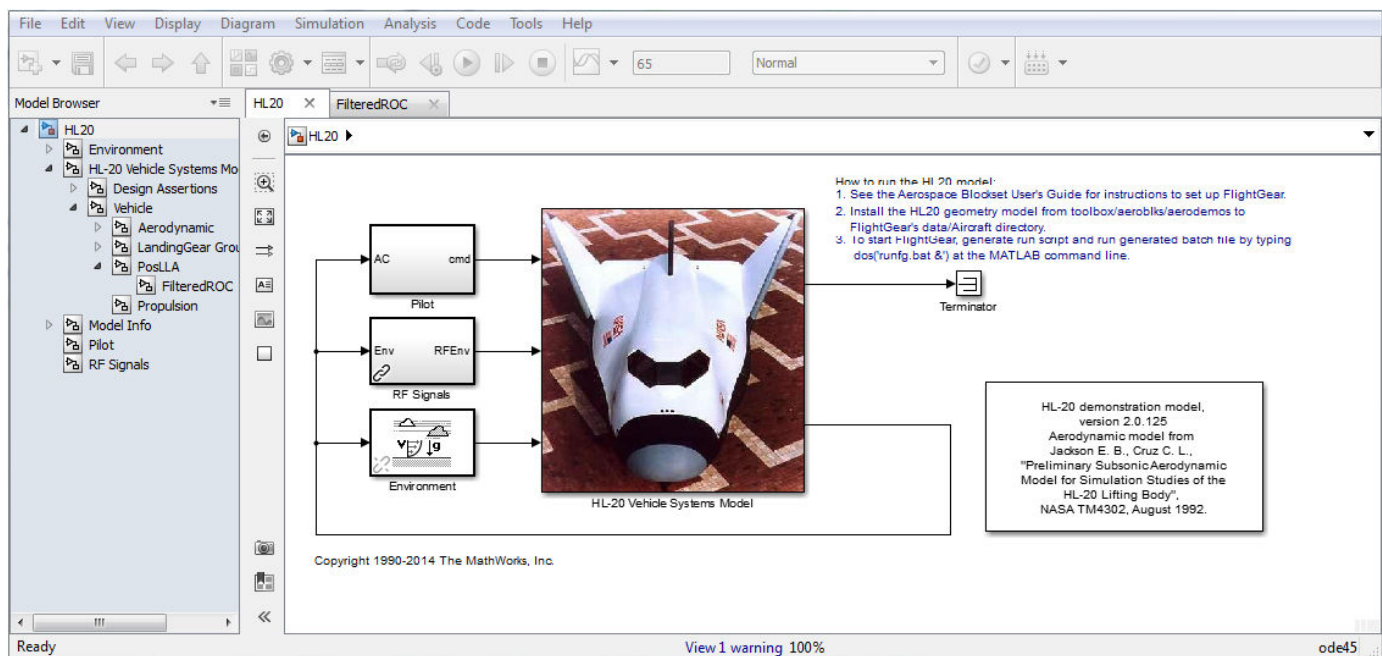 File Edit View Display Diagram Simulation Analysis Code Tools Help
65 Normal
Model Browser
HL20
Environment
HL-20 Vehicle Systems Mo
Design Assertions
Vehicle
Aerodynamic
LandingGear Grou
PosLLA
FilteredROC
Propulsion
Model Info
Pilot
RF Signals
HL20 FilteredROC
HL20
How to run the HL20 model:
1. See the Aerospace Blockset User's Guide for instructions to set up FlightGear.
2. Install the HL20 geometry model from toolbox/aeroblks/aerodemos to
FlightGear's data/Aircraft directory.
3. To start FlightGear, generate run script and run generated batch file by typing
dos('runfg.bat &') at the MATLAB command line.
AC cmd
Pilot
Env RFEnv
RF Signals
V g
Environment
HL-20 Vehicle Systems Model
Terminator
HL-20 demonstration model,
version 2.0.125
Aerodynamic model from
Jackson E. B., Cruz C. L.,
"Preliminary Subsonic Aerodynamic
Model for Simulation Studies of the
HL-20 Lifting Body",
NASA TM4302, August 1992.
Copyright 1990-2014 The MathWorks, Inc.
Ready View 1 warning 100% ode45